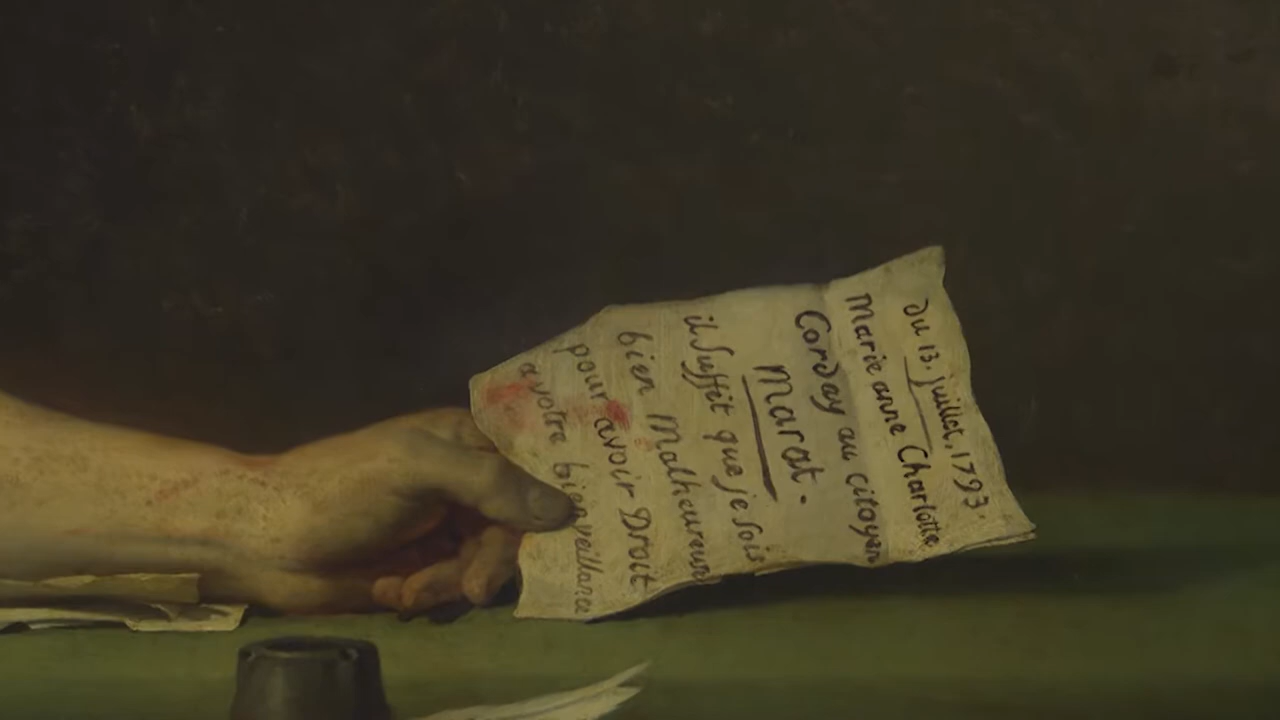 du 13. juillet, 1793.
Marie anne Charlotte
Corday au citoyen
Marat.
il suffit que je sois
bien Malheureuse
pour avoir Droit
a votre bienveillance